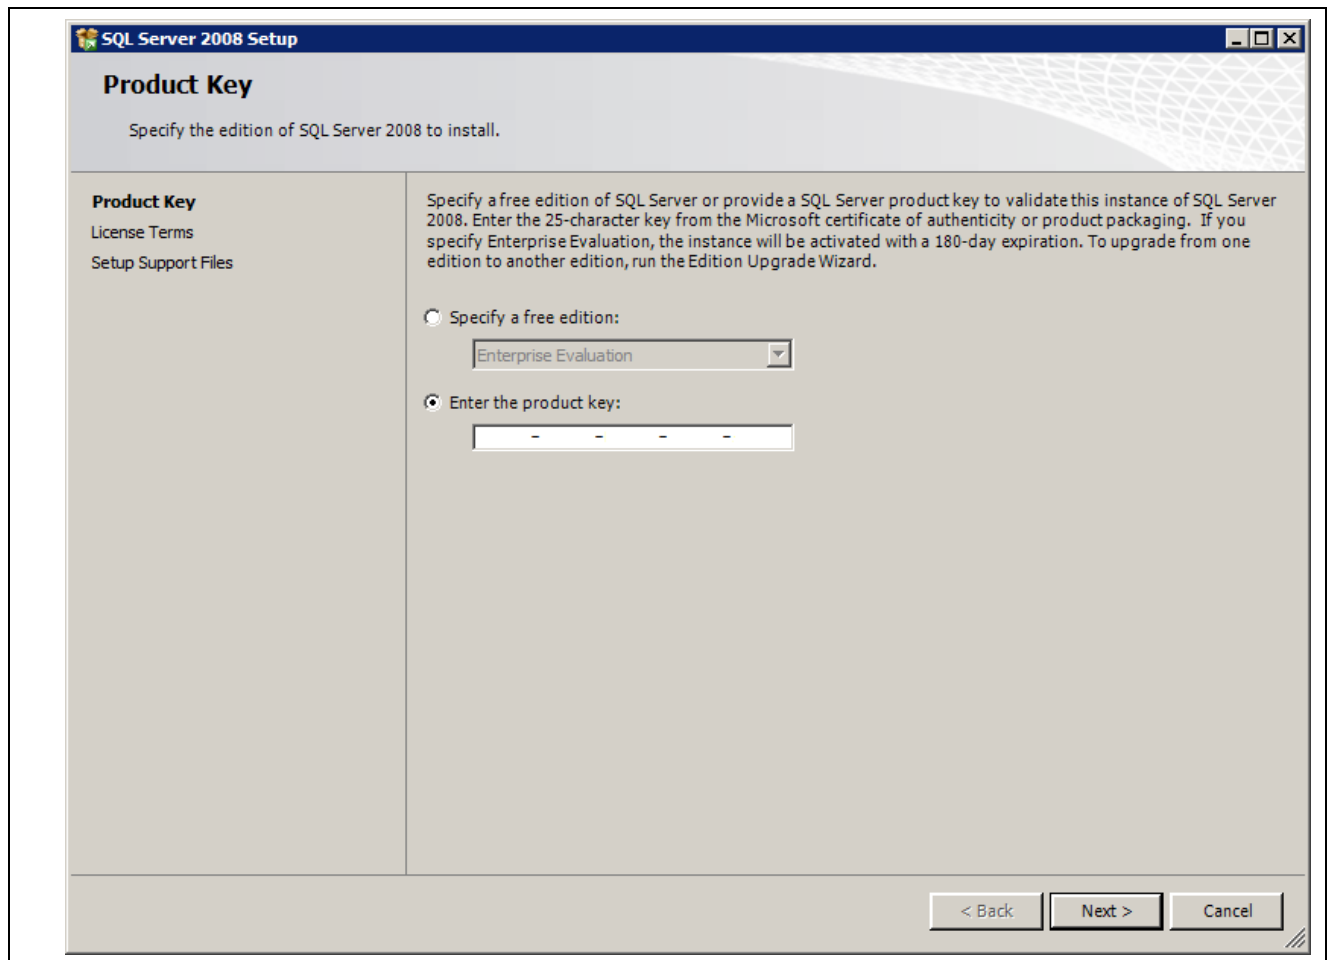 SQL Server 2008 Setup
Product Key
Specify the edition of SQL Server 2008 to install.
Product Key
License Terms
Setup Support Files
Specify a free edition of SQL Server or provide a SQL Server product key to validate this instance of SQL Server
2008. Enter the 25-character key from the Microsoft certificate of authenticity or product packaging.  If you
specify Enterprise Evaluation, the instance will be activated with a 180-day expiration. To upgrade from one
edition to another edition, run the Edition Upgrade Wizard.
Specify a free edition:
Enterprise Evaluation
Enter the product key:
- - - -
< Back
Next >
Cancel